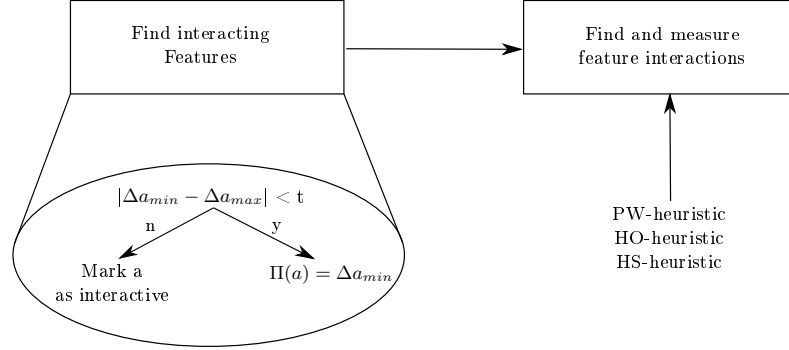 Find interacting
Features
Find and measure
feature interactions
|Δa_min − Δa_max| < t
n
y
Mark a
as interactive
Π(a) = Δa_min
PW-heuristic
HO-heuristic
HS-heuristic